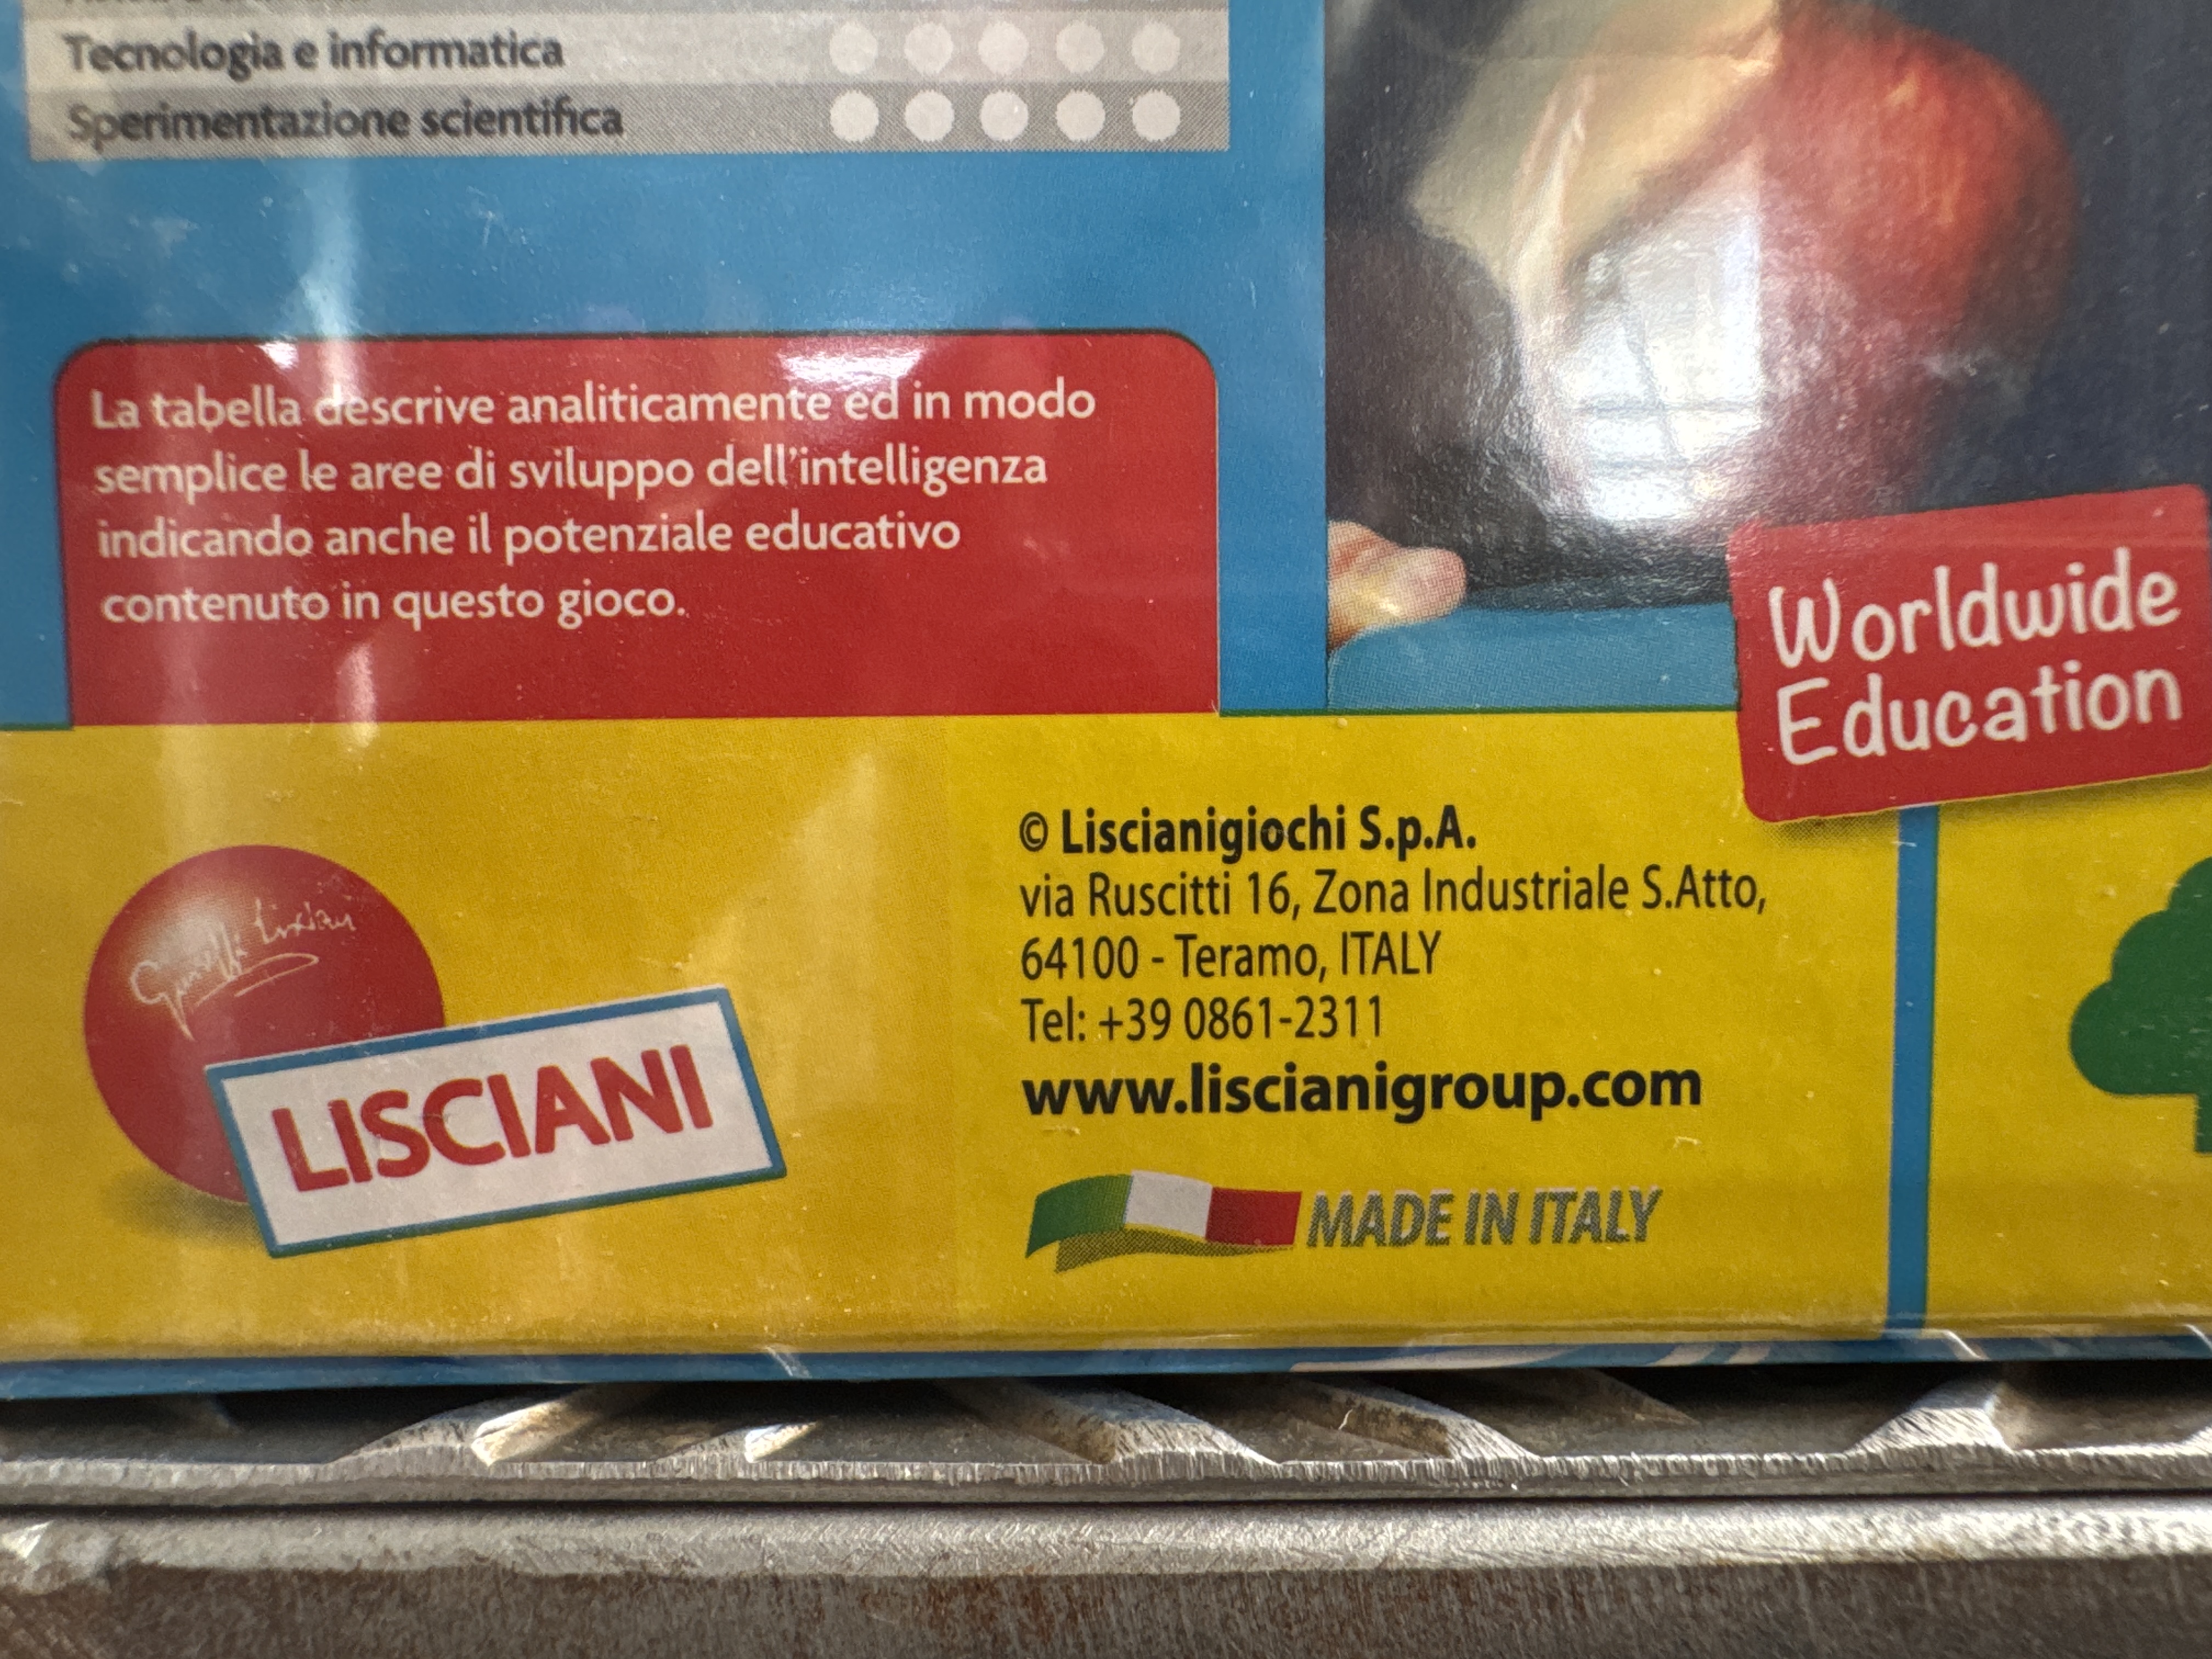 Tecnologia e informatica
Sperimentazione scientifica
La tabella descrive analiticamente ed in modo
semplice le aree di sviluppo dell'intelligenza
indicando anche il potenziale educativo
contenuto in questo gioco.
Worldwide
Education
Lisciani
LISCIANI
© Liscianigiochi S.p.A.
via Ruscitti 16, Zona Industriale S.Atto,
64100 - Teramo, ITALY
Tel: +39 0861-2311
www.liscianigroup.com
MADE IN ITALY